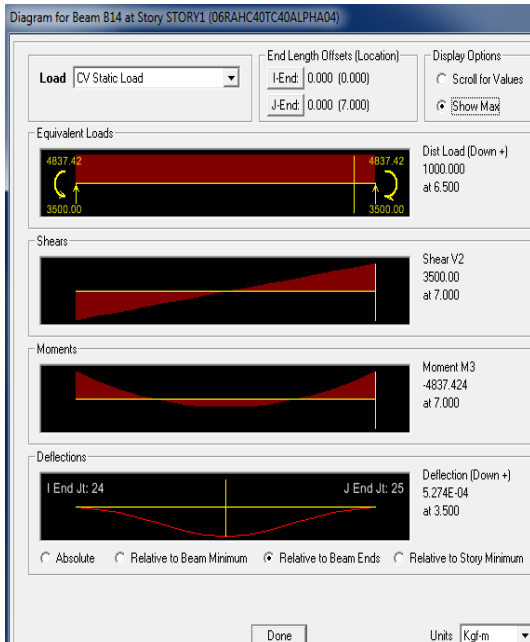 Diagram for Beam B14 at Story STORY1 (06RAHC40TC40ALPHA04)
Load CV Static Load
End Length Offsets (Location)
I-End: 0.000 (0.000)
J-End: 0.000 (7.000)
Display Options
Scroll for Values
Show Max
Equivalent Loads
4837.42 4837.42
3500.00 3500.00
Dist Load (Down +)
1000.000
at 6.500
Shears
Shear V2
3500.00
at 7.000
Moments
Moment M3
-4837.424
at 7.000
Deflections
I End Jt: 24 J End Jt: 25
Deflection (Down +)
5.274E-04
at 3.500
Absolute Relative to Beam Minimum Relative to Beam Ends Relative to Story Minimum
Done Units Kgf-m